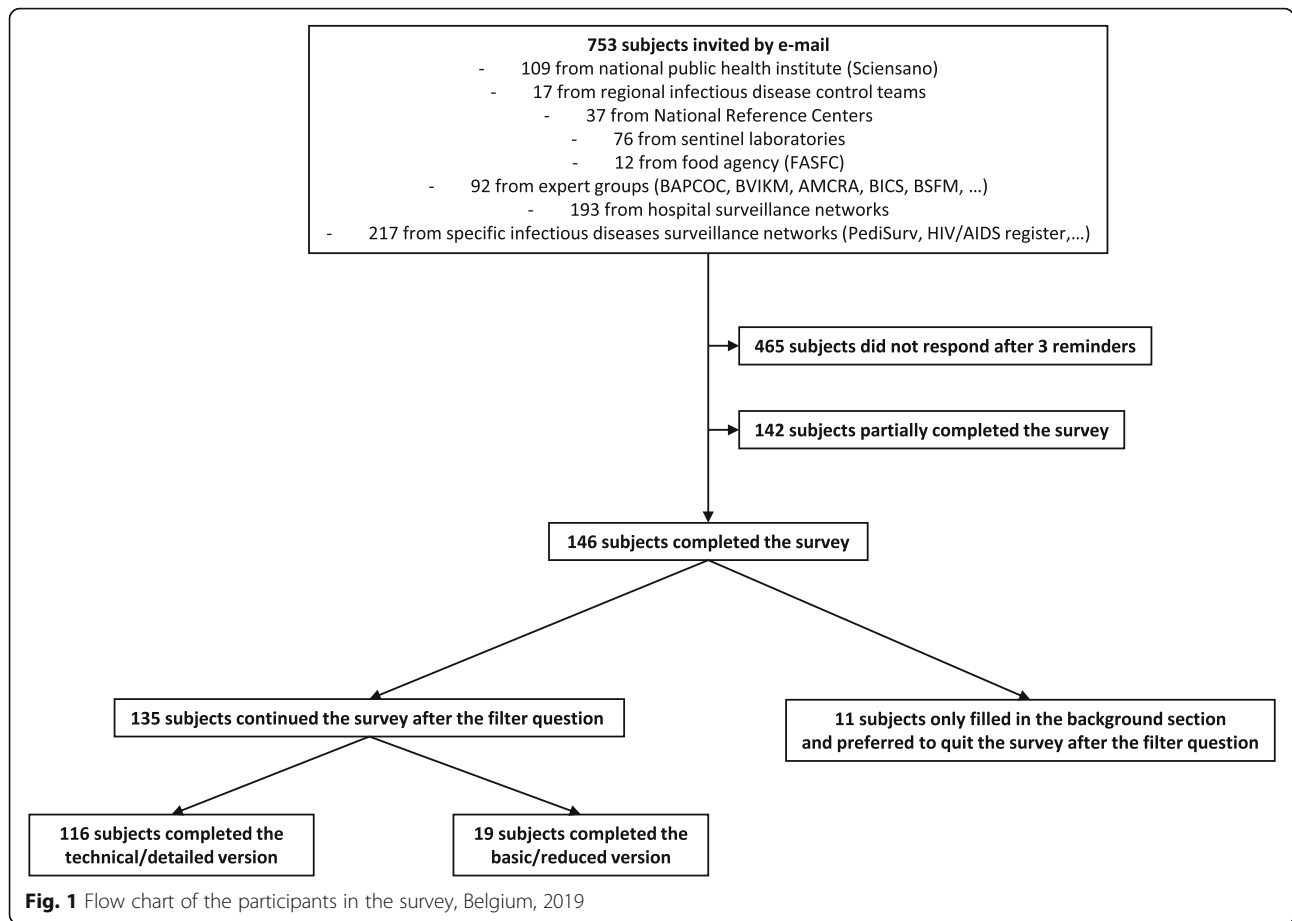 753 subjects invited by e-mail
- 109 from national public health institute (Sciensano)
- 17 from regional infectious disease control teams
- 37 from National Reference Centers
- 76 from sentinel laboratories
- 12 from food agency (FASFC)
- 92 from expert groups (BAPCOC, BVIKM, AMCRA, BICS, BSFM, ...)
- 193 from hospital surveillance networks
- 217 from specific infectious diseases surveillance networks (PediSurv, HIV/AIDS register,...)
465 subjects did not respond after 3 reminders
142 subjects partially completed the survey
146 subjects completed the survey
135 subjects continued the survey after the filter question
11 subjects only filled in the background section
and preferred to quit the survey after the filter question
116 subjects completed the
technical/detailed version
19 subjects completed the
basic/reduced version
Fig. 1 Flow chart of the participants in the survey, Belgium, 2019